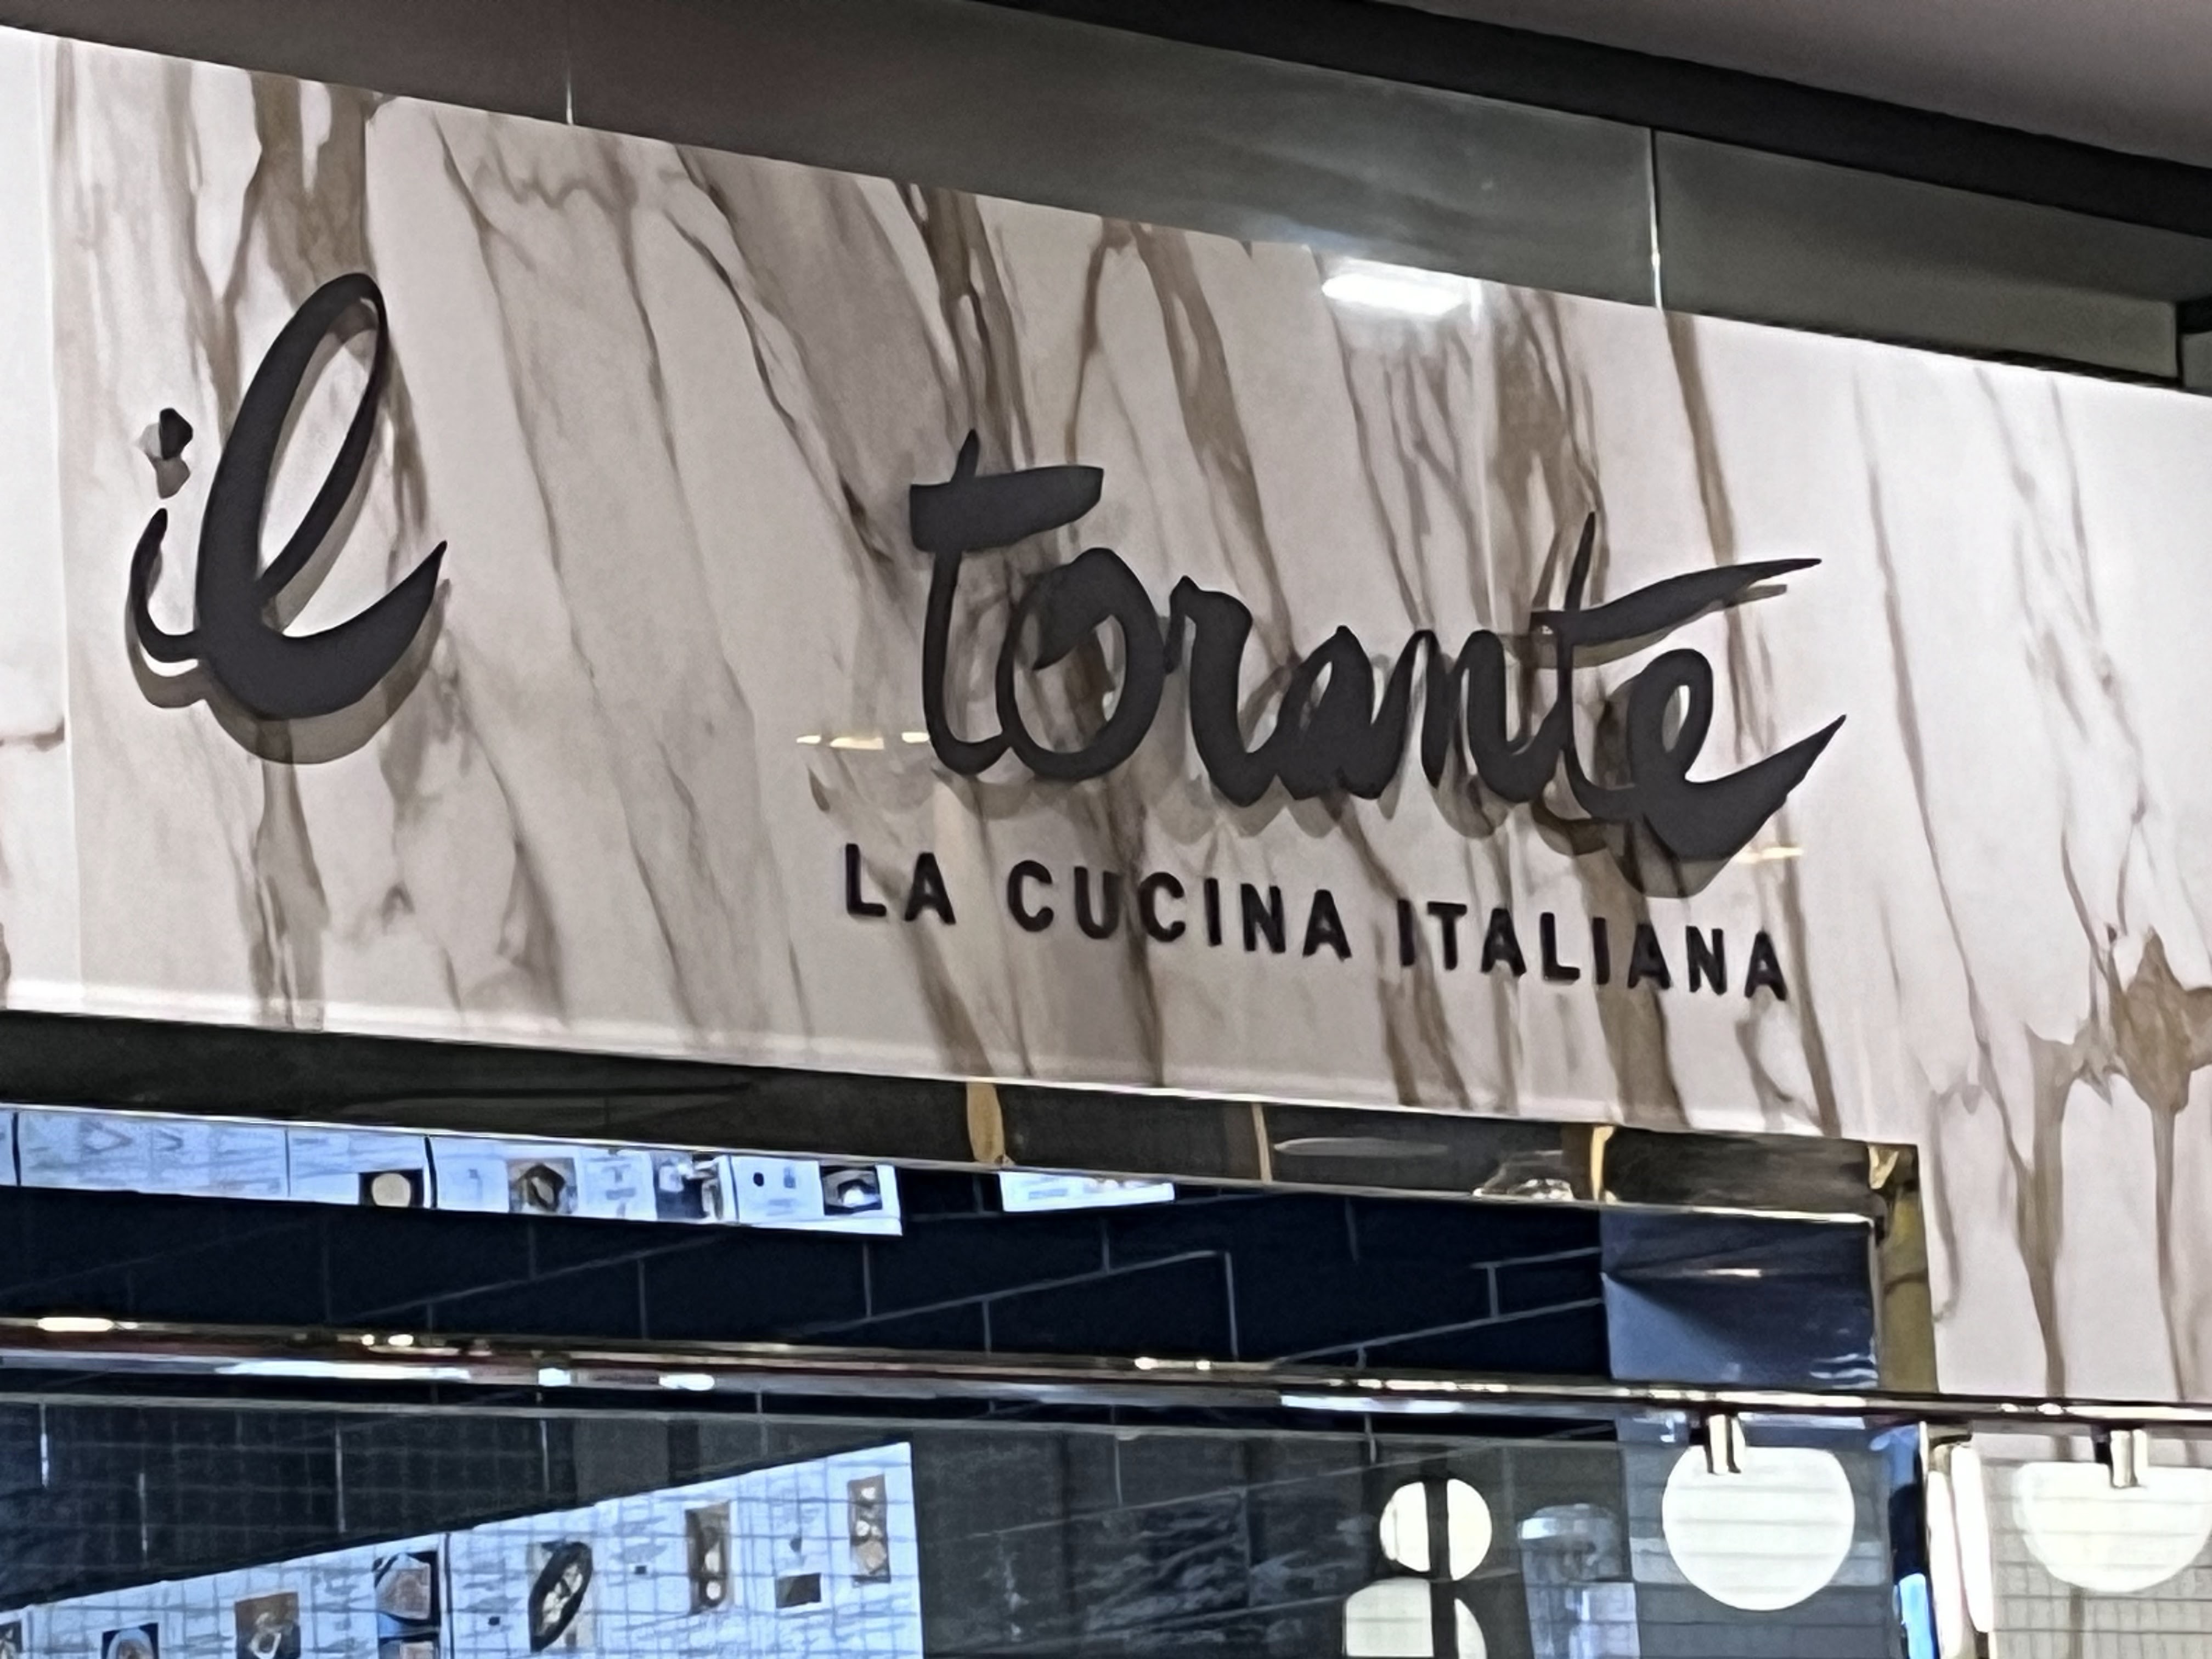 il torante
LA CUCINA ITALIANA